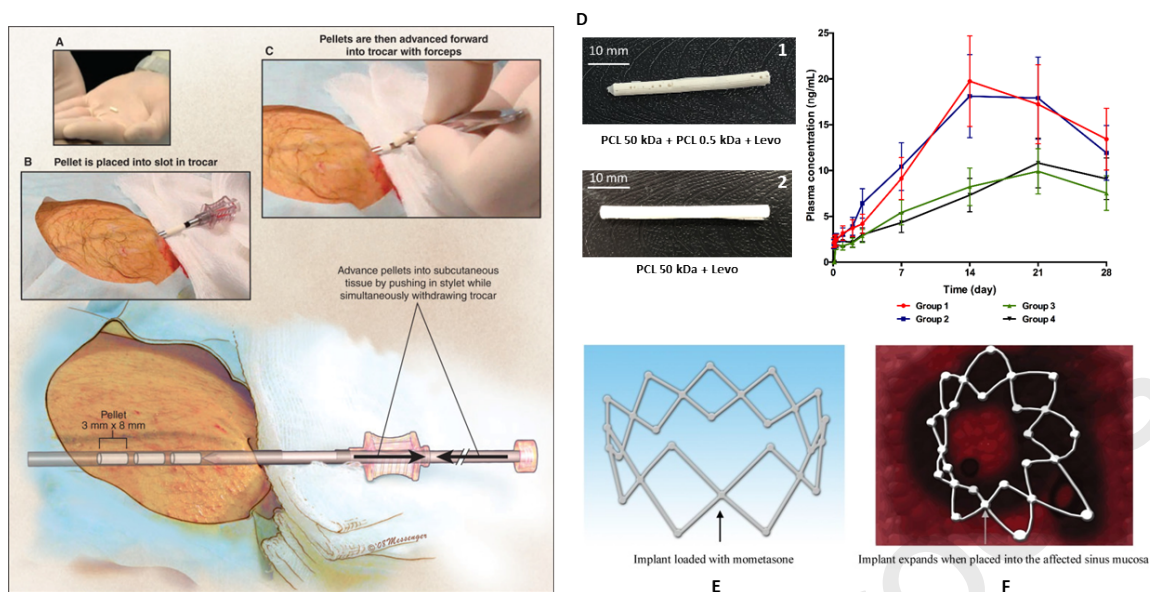 A
B
Pellet is placed into slot in trocar
C
Pellets are then advanced forward
into trocar with forceps
Advance pellets into subcutaneous
tissue by pushing in stylet while
simultaneously withdrawing trocar
Pellet
3 mm x 8 mm
©'08 Messenger
D
10 mm
1
PCL 50 kDa + PCL 0.5 kDa + Levo
10 mm
2
PCL 50 kDa + Levo
Plasma concentration (ng/mL)
25
20
15
10
5
0
0
7
14
21
28
Time (day)
Group 1
Group 3
Group 2
Group 4
Implant loaded with mometasone
E
Implant expands when placed into the affected sinus mucosa
F